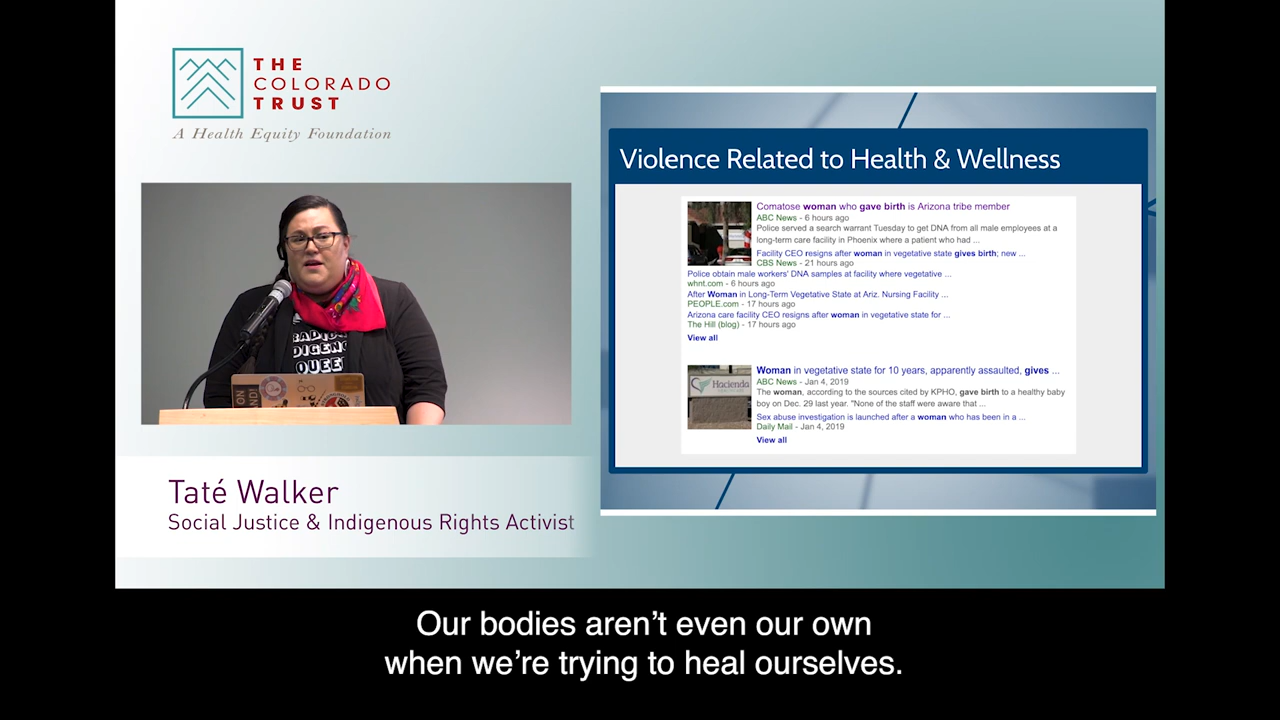 THE
COLORADO
TRUST
A Health Equity Foundation
RADIC
DIGEN
QUEE
Taté Walker
Social Justice & Indigenous Rights Activist
Violence Related to Health & Wellness
Comatose woman who gave birth is Arizona tribe member
ABC News - 6 hours ago
Police served a search warrant Tuesday to get DNA from all male employees at a
long-term care facility in Phoenix where a patient who had ...
Facility CEO resigns after woman in vegetative state gives birth; new ...
CBS News - 21 hours ago
Police obtain male workers' DNA samples at facility where vegetative ...
whnt.com - 6 hours ago
After Woman in Long-Term Vegetative State at Ariz. Nursing Facility ...
PEOPLE.com - 17 hours ago
Arizona care facility CEO resigns after woman in vegetative state for ...
The Hill (blog) - 17 hours ago
View all
Hacienda
Woman in vegetative state for 10 years, apparently assaulted, gives ...
ABC News - Jan 4, 2019
The woman, according to the sources cited by KPHO, gave birth to a healthy baby
boy on Dec. 29 last year. "None of the staff were aware that ...
Sex abuse investigation is launched after a woman who has been in a ...
Daily Mail - Jan 4, 2019
View all
Our bodies aren't even our own
when we're trying to heal ourselves.